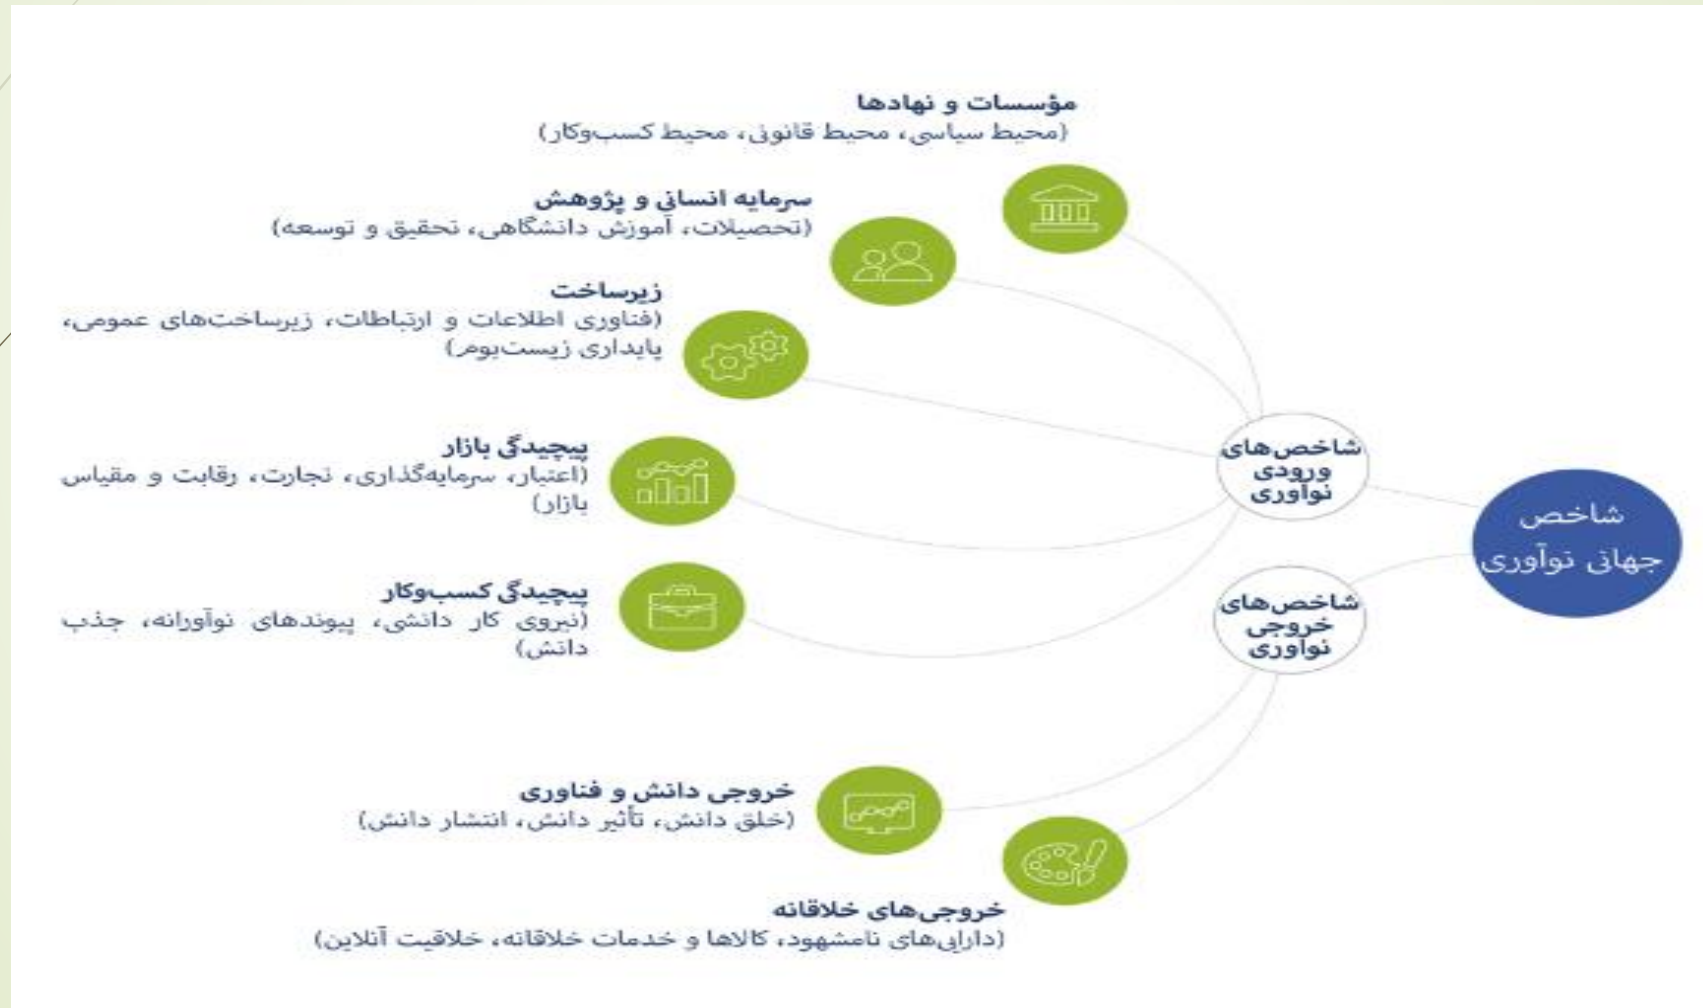 مؤسسات و نهادها
(محیط سیاسی، محیط قانونی، محیط کسب‌وکار)
سرمایه انسانی و پژوهش
(تحصیلات، آموزش دانشگاهی، تحقیق و توسعه)
زیرساخت
(فناوری اطلاعات و ارتباطات، زیرساخت‌های عمومی،
پایداری زیست‌بوم)
پیچیدگی بازار
(اعتبار، سرمایه‌گذاری، تجارت، رقابت و مقیاس
بازار)
پیچیدگی کسب‌وکار
(نیروی کار دانشی، پیوندهای نوآورانه، جذب
دانش)
خروجی دانش و فناوری
(خلق دانش، تأثیر دانش، انتشار دانش)
خروجی‌های خلاقانه
(دارایی‌های نامشهود، کالاها و خدمات خلاقانه، خلاقیت آنلاین)
شاخص‌های
ورودی
نوآوری
شاخص‌های
خروجی
نوآوری
شاخص
جهانی نوآوری